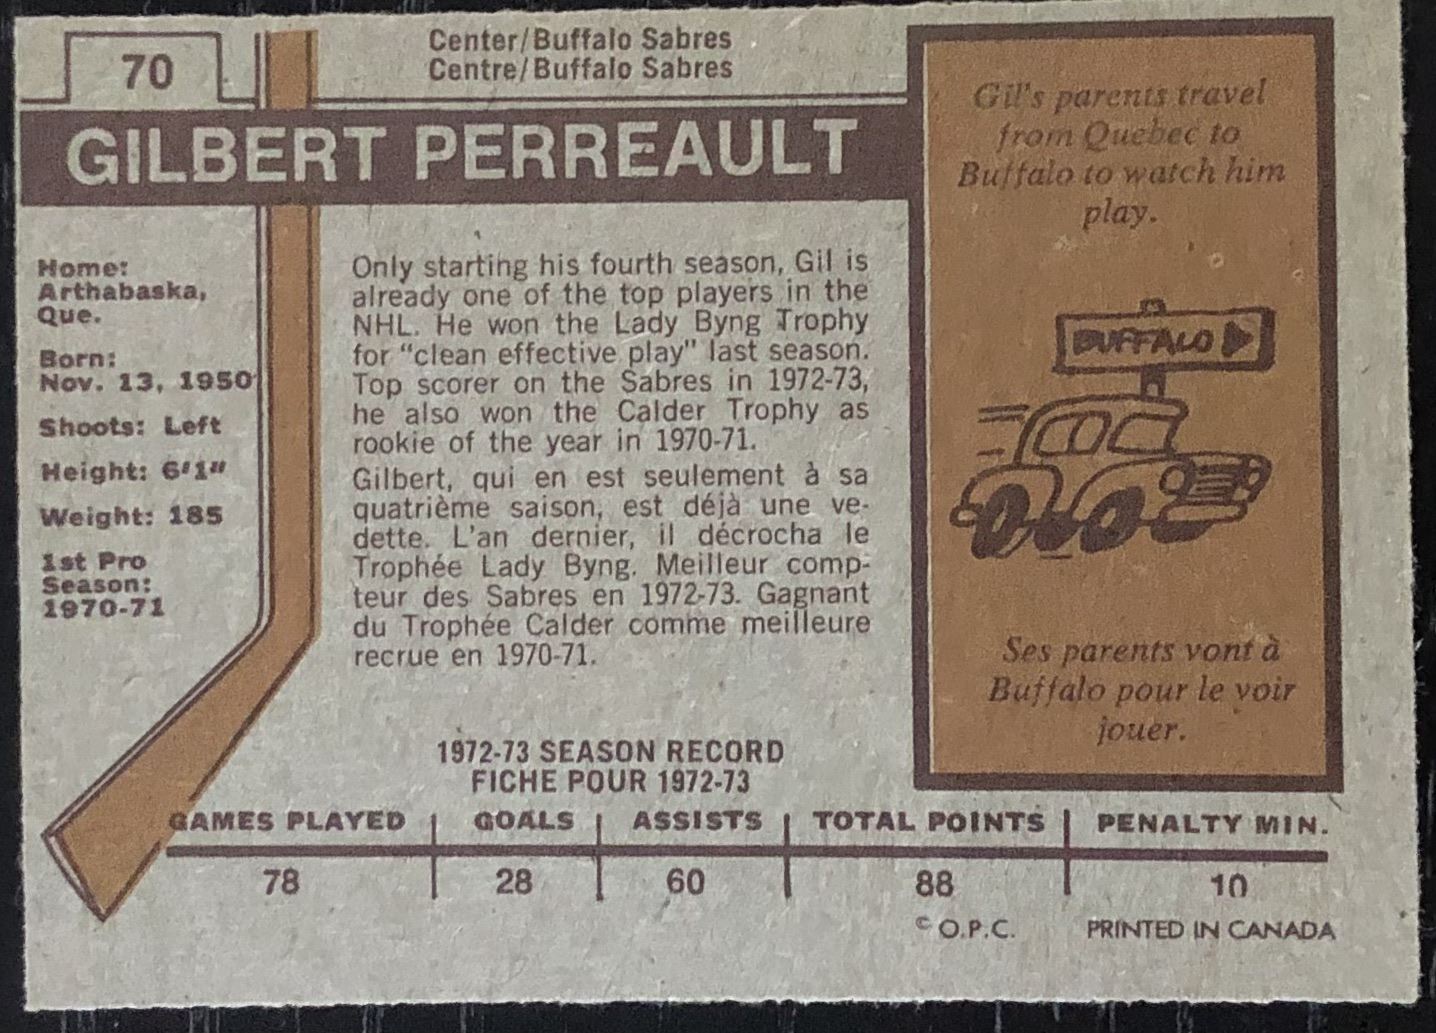 70
Center/Buffalo Sabres
Centre/Buffalo Sabres
GILBERT PERREAULT
Home:
Arthabaska,
Que.
Born:
Nov. 13, 1950
Shoots: Left
Height: 6'1"
Weight: 185
1st Pro
Season:
1970-71
Only starting his fourth season, Gil is
already one of the top players in the
NHL. He won the Lady Byng Trophy
for "clean effective play" last season.
Top scorer on the Sabres in 1972-73,
he also won the Calder Trophy as
rookie of the year in 1970-71.
Gilbert, qui en est seulement à sa
quatrième saison, est déjà une ve-
dette. L'an dernier, il décrocha le
Trophée Lady Byng. Meilleur comp-
teur des Sabres en 1972-73. Gagnant
du Trophée Calder comme meilleure
recrue en 1970-71.
Gil's parents travel
from Quebec to
Buffalo to watch him
play.
BUFFALO
Ses parents vont à
Buffalo pour le voir
jouer.
1972-73 SEASON RECORD
FICHE POUR 1972-73
GAMES PLAYED GOALS ASSISTS TOTAL POINTS PENALTY MIN.
78 28 60 88 10
© O.P.C. PRINTED IN CANADA